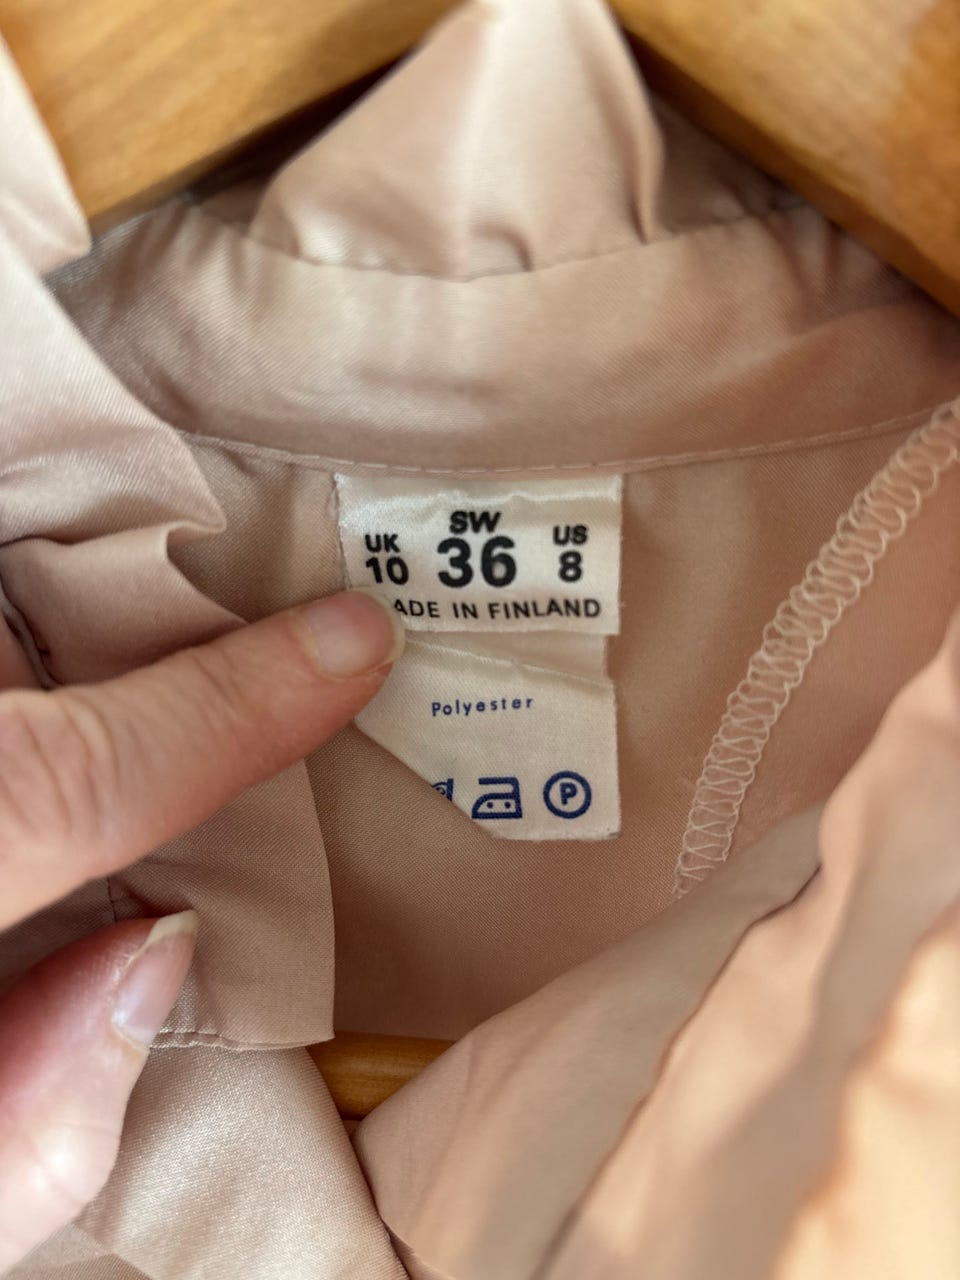 SW
UK 36 US
10 8
ADE IN FINLAND
Polyester
P